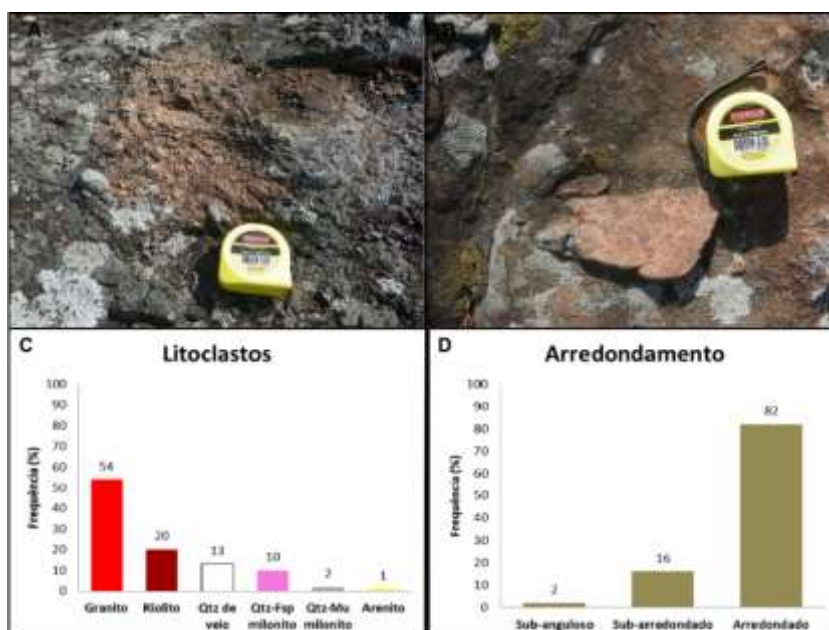 A
B
C
Litoclastos
Frequência (%)
100
90
80
70
60
50
40
30
20
10
0
54
20
13
10
2
1
Granito
Riolito
Qtz de veio
Qtz-Fsp milonito
Qtz-Mu milonito
Arenito
D
Arredondamento
Frequência (%)
100
90
80
70
60
50
40
30
20
10
0
2
16
82
Sub-anguloso
Sub-arredondado
Arredondado